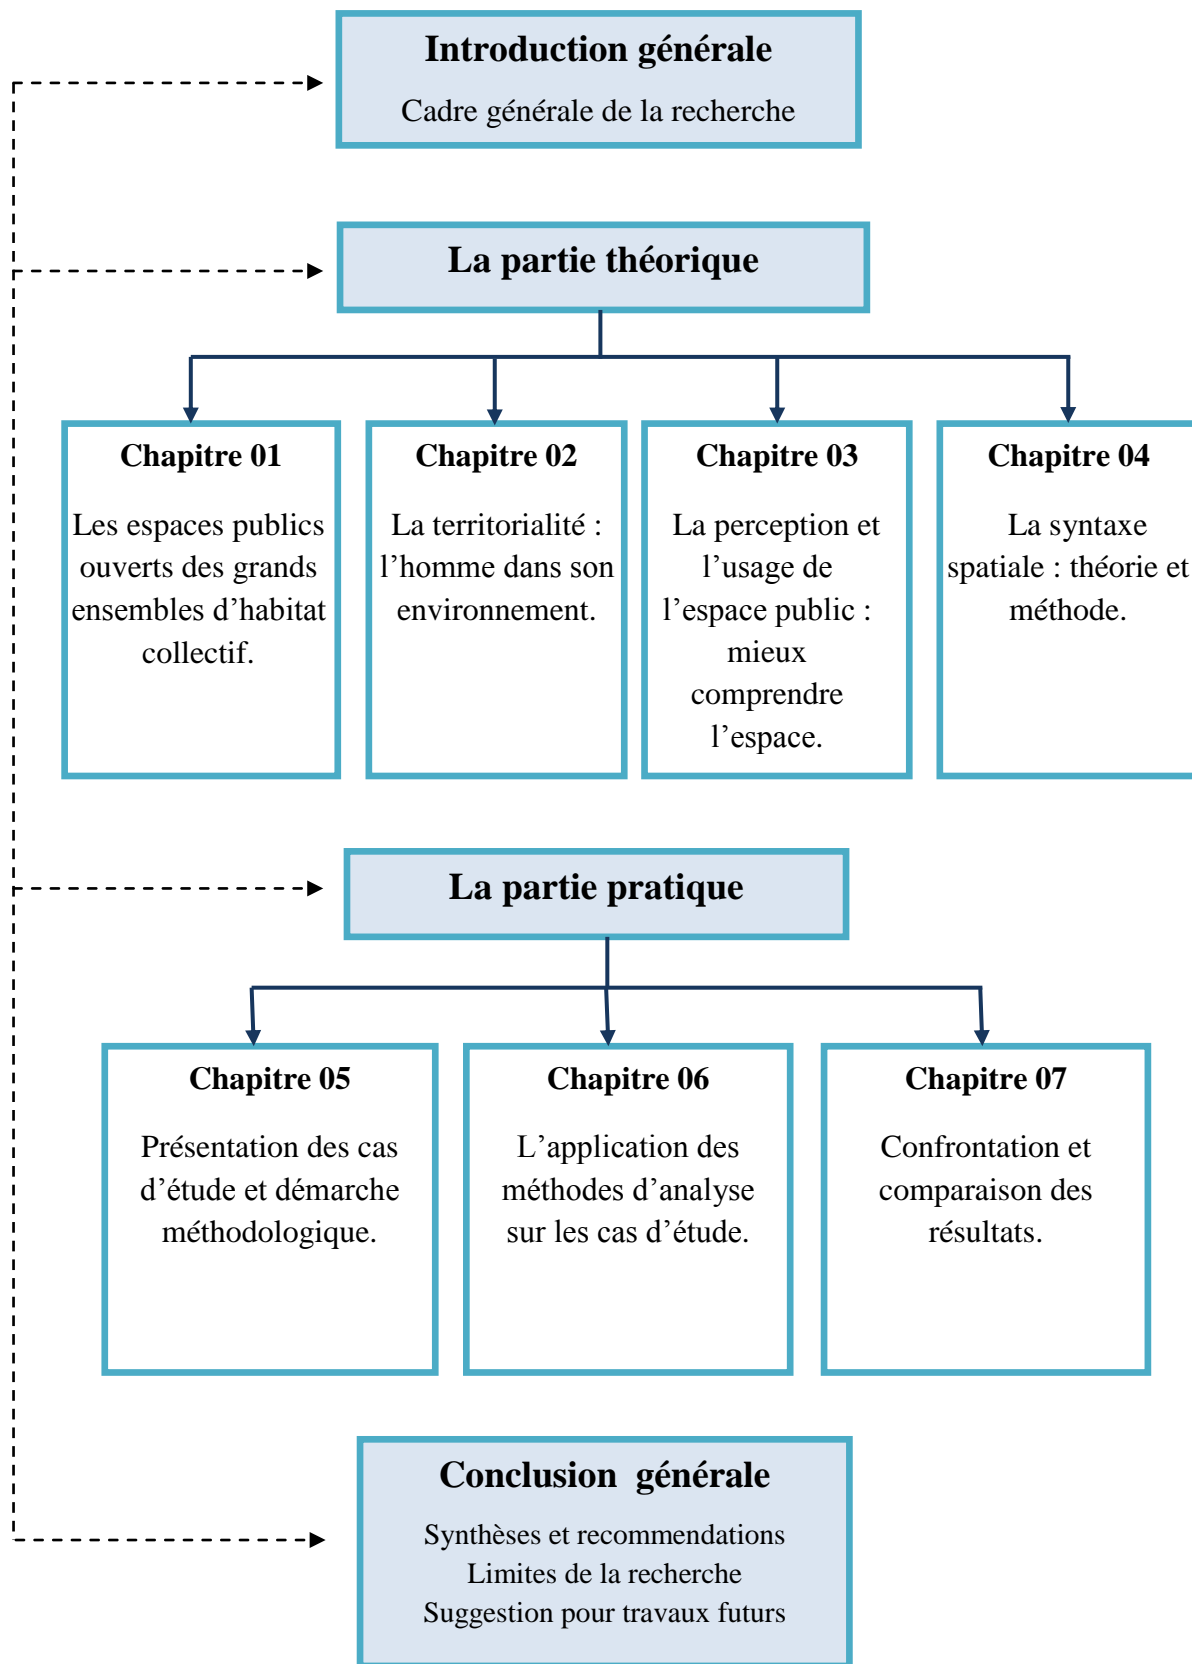 Introduction générale
Cadre générale de la recherche
La partie théorique
Chapitre 01
Les espaces publics
ouverts des grands
ensembles d’habitat
collectif.
Chapitre 02
La territorialité :
l’homme dans son
environnement.
Chapitre 03
La perception et
l’usage de
l’espace public :
mieux
comprendre
l’espace.
Chapitre 04
La syntaxe
spatiale : théorie et
méthode.
La partie pratique
Chapitre 05
Présentation des cas
d’étude et démarche
méthodologique.
Chapitre 06
L’application des
méthodes d’analyse
sur les cas d’étude.
Chapitre 07
Confrontation et
comparaison des
résultats.
Conclusion générale
Synthèses et recommendations
Limites de la recherche
Suggestion pour travaux futurs